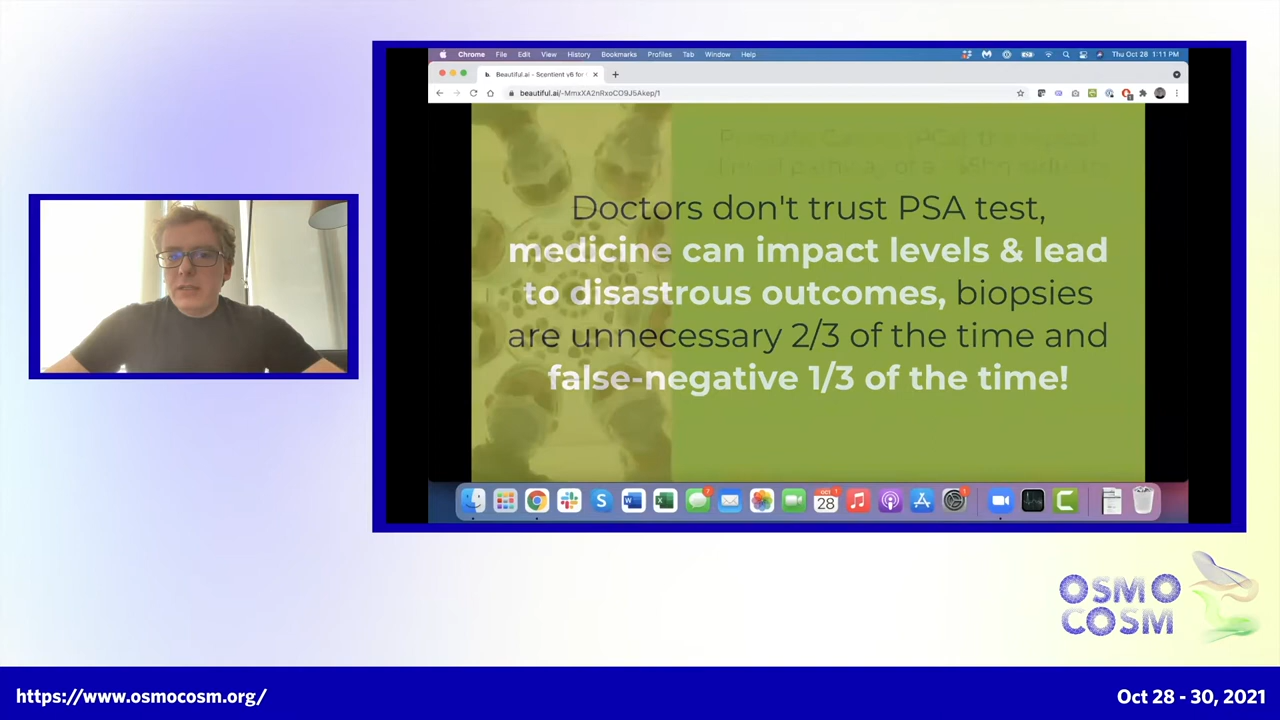 Chrome File Edit View History Bookmarks Profiles Tab Window Help
Thu Oct 28 1:11 PM
Beautiful.ai - Scentient v6 for
beautiful.ai/-MmxXA2nRxoCO9J5Akep/1
Doctors don't trust PSA test,
medicine can impact levels & lead
to disastrous outcomes, biopsies
are unnecessary 2/3 of the time and
false-negative 1/3 of the time!
OCT
28
OSMO
COSM
https://www.osmocosm.org/
Oct 28 - 30, 2021